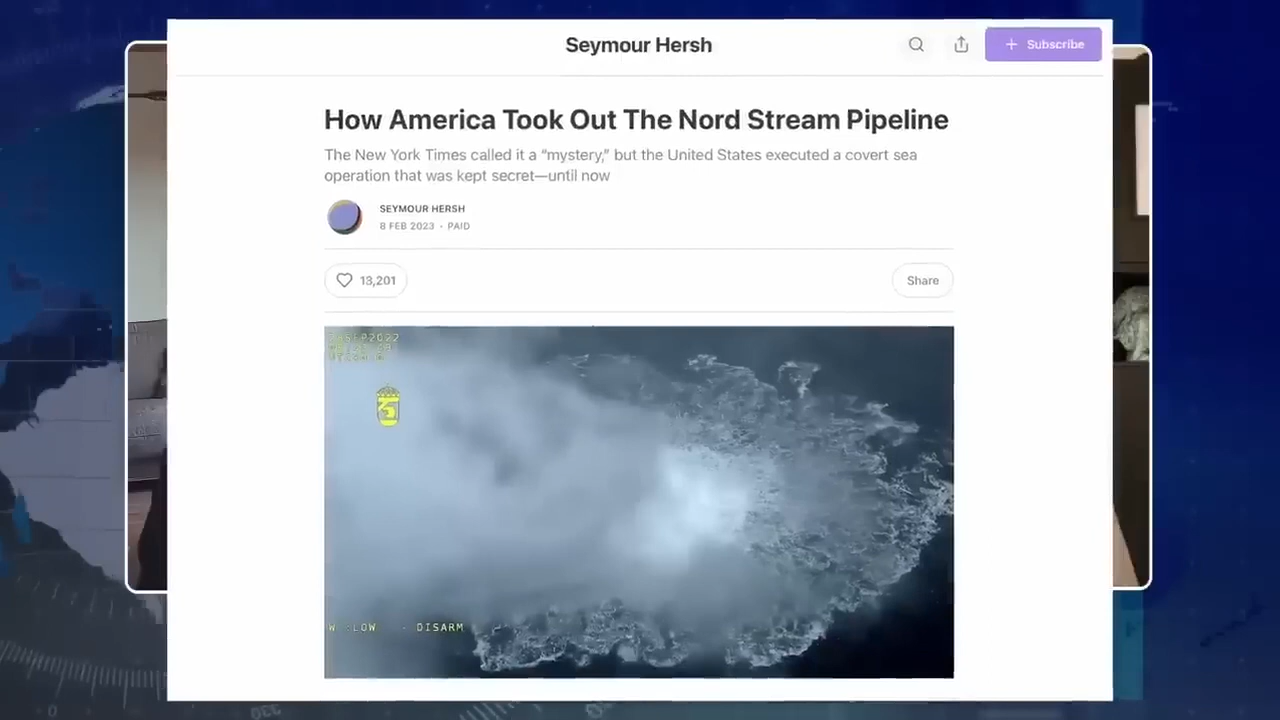 Seymour Hersh
Subscribe
How America Took Out The Nord Stream Pipeline
The New York Times called it a “mystery,” but the United States executed a covert sea
operation that was kept secret—until now
SEYMOUR HERSH
8 FEB 2023 · PAID
13,201
Share
DISARM